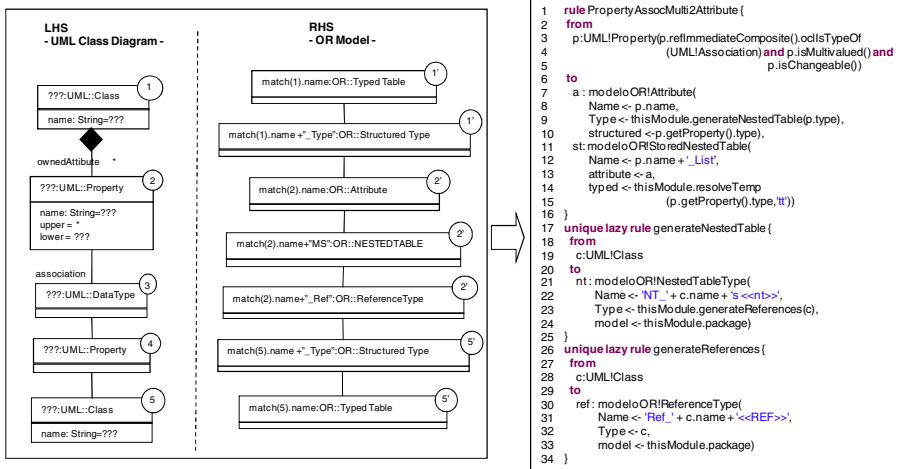 LHS
- UML Class Diagram -
1
???:UML::Class
name: String=???
ownedAttibute *
2
???:UML::Property
name: String=???
upper = *
lower = ???
association
3
???:UML::DataType
4
???:UML::Property
5
???:UML::Class
name: String=???
RHS
- OR Model -
1'
match(1).name:OR::Typed Table
1'
match(1).name +"_Type":OR::Structured Type
2'
match(2).name:OR::Attribute
2'
match(2).name+"MS":OR::NESTEDTABLE
2'
match(2).name+"_Ref":OR::ReferenceType
5'
match(5).name +"_Type":OR::Structured Type
5'
match(5).name:OR::Typed Table
1 rule PropertyAssocMulti2Attribute {
2 from
3 p:UML!Property(p.refImmediateComposite().oclIsTypeOf
4 (UML!Association) and p.isMultivalued() and
5 p.isChangeable())
6 to
7 a : modeloOR!Attribute(
8 Name <- p.name,
9 Type <- thisModule.generateNestedTable(p.type),
10 structured <-p.getProperty().type),
11 st: modeloOR!StoredNestedTable(
12 Name <- p.name + '_List',
13 attribute <- a,
14 typed <- thisModule.resolveTemp
15 (p.getProperty().type,'tt'))
16 }
17 unique lazy rule generateNestedTable {
18 from
19 c:UML!Class
20 to
21 nt : modeloOR!NestedTableType(
22 Name <- 'NT_' + c.name + 's <<nt>>',
23 Type <- thisModule.generateReferences(c),
24 model <- thisModule.package)
25 }
26 unique lazy rule generateReferences {
27 from
28 c:UML!Class
29 to
30 ref : modeloOR!ReferenceType(
31 Name <- 'Ref_' + c.name + '<<REF>>',
32 Type <- c,
33 model <- thisModule.package)
34 }